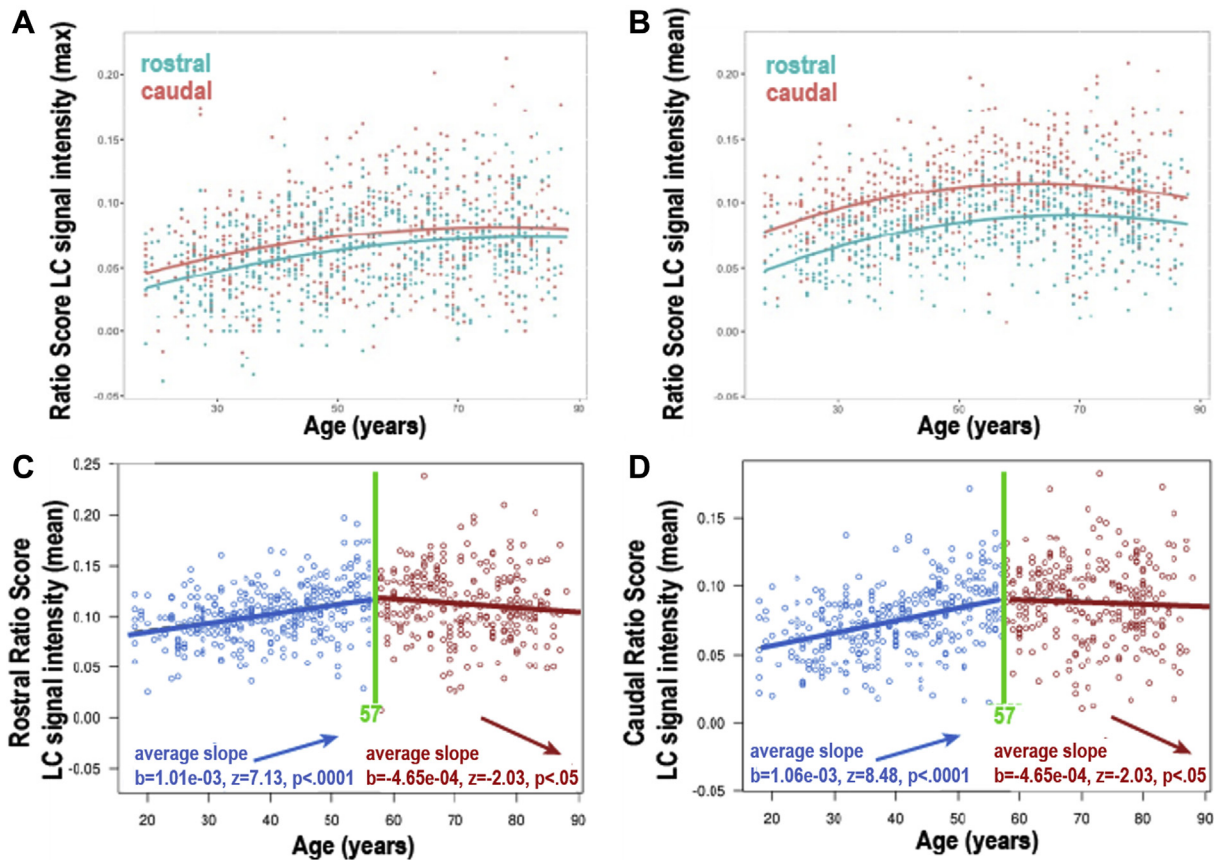 A
Ratio Score LC signal intensity (max)
rostral
caudal
0.20
0.15
0.10
0.05
0.00
-0.05
30
50
70
90
Age (years)
B
Ratio Score LC signal intensity (mean)
rostral
caudal
0.20
0.15
0.10
0.05
0.00
-0.05
30
50
70
90
Age (years)
C
Rostral Ratio Score
LC signal intensity (mean)
0.25
0.20
0.15
0.10
0.05
0.00
-0.05
57
average slope
b=1.01e-03, z=7.13, p<.0001
average slope
b=-4.65e-04, z=-2.03, p<.05
20 30 40 50 60 70 80 90
Age (years)
D
Caudal Ratio Score
LC signal intensity (mean)
0.15
0.10
0.05
0.00
-0.05
57
average slope
b=1.06e-03, z=8.48, p<.0001
average slope
b=-4.65e-04, z=-2.03, p<.05
20 30 40 50 60 70 80 90
Age (years)